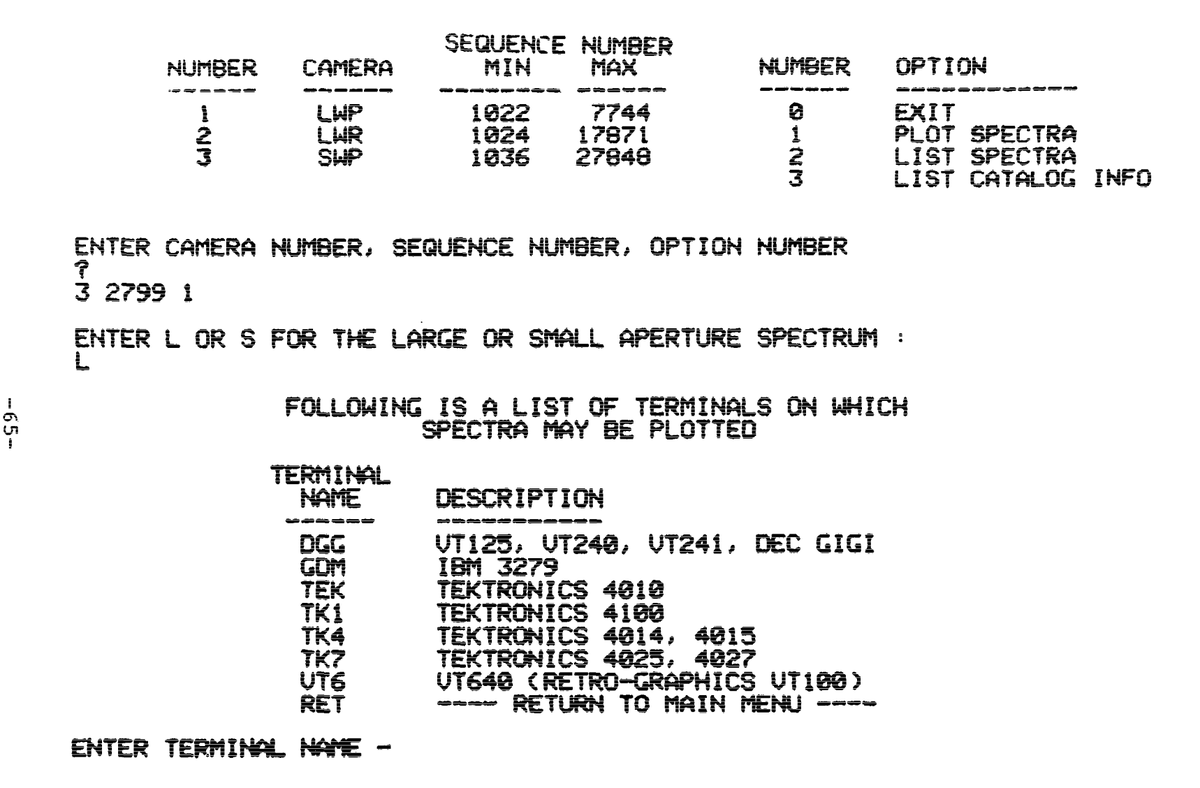 SEQUENCE NUMBER
NUMBER CAMERA MIN MAX NUMBER OPTION
------ ------ -------- ------ ------ ------------
1 LWP 1022 7744 0 EXIT
2 LWR 1024 17871 1 PLOT SPECTRA
3 SWP 1036 27848 2 LIST SPECTRA
3 LIST CATALOG INFO
ENTER CAMERA NUMBER, SEQUENCE NUMBER, OPTION NUMBER
?
3 2799 1
ENTER L OR S FOR THE LARGE OR SMALL APERTURE SPECTRUM :
L
FOLLOWING IS A LIST OF TERMINALS ON WHICH
SPECTRA MAY BE PLOTTED
TERMINAL
NAME DESCRIPTION
------ -----------
DGG VT125, VT240, VT241, DEC GIGI
GDM IBM 3279
TEK TEKTRONICS 4010
TK1 TEKTRONICS 4100
TK4 TEKTRONICS 4014, 4015
TK7 TEKTRONICS 4025, 4027
VT6 VT640 (RETRO-GRAPHICS VT100)
RET ---- RETURN TO MAIN MENU ----
ENTER TERMINAL NAME -
-65-